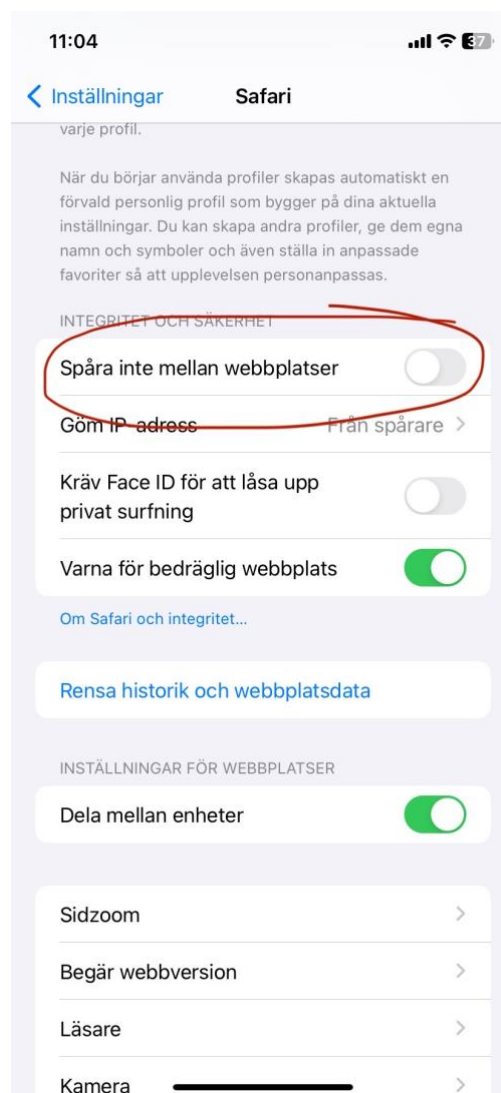 11:04
37
Inställningar
Safari
varje profil.
När du börjar använda profiler skapas automatiskt en
förvald personlig profil som bygger på dina aktuella
inställningar. Du kan skapa andra profiler, ge dem egna
namn och symboler och även ställa in anpassade
favoriter så att upplevelsen personanpassas.
INTEGRITET OCH SÄKERHET
Spåra inte mellan webbplatser
Göm IP-adress
Från spårare
Kräv Face ID för att låsa upp
privat surfning
Varna för bedräglig webbplats
Om Safari och integritet...
Rensa historik och webbplatsdata
INSTÄLLNINGAR FÖR WEBBPLATSER
Dela mellan enheter
Sidzoom
Begär webbversion
Läsare
Kamera